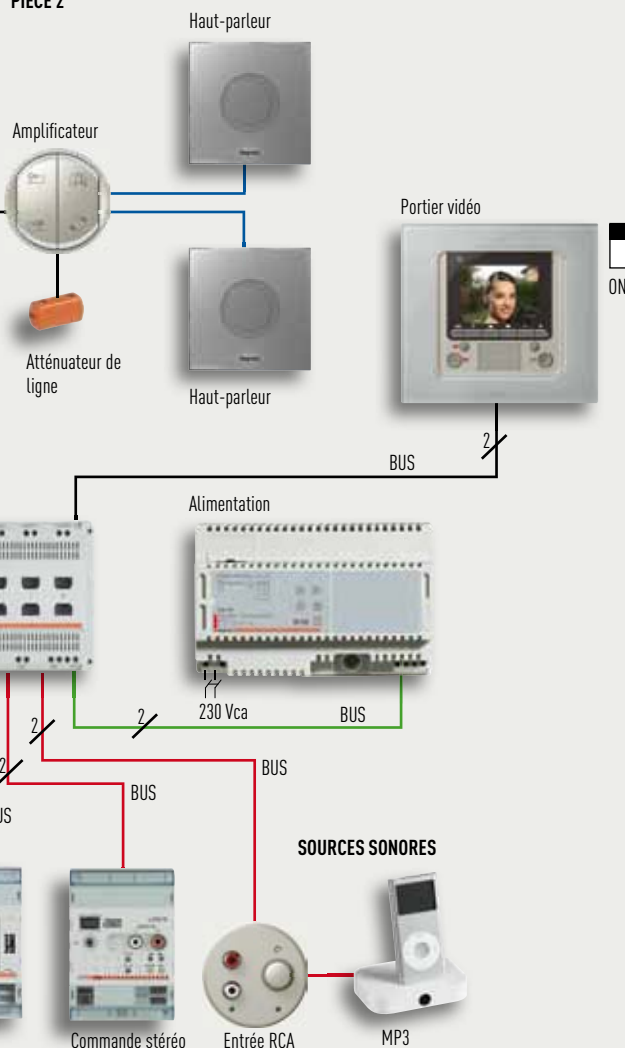 PIÈCE 2
Haut-parleur
Amplificateur
Portier vidéo
ON
Atténuateur de
ligne
Haut-parleur
2
BUS
Alimentation
230 Vca
2
2
BUS
2
BUS
BUS
SOURCES SONORES
Commande stéréo
Entrée RCA
MP3